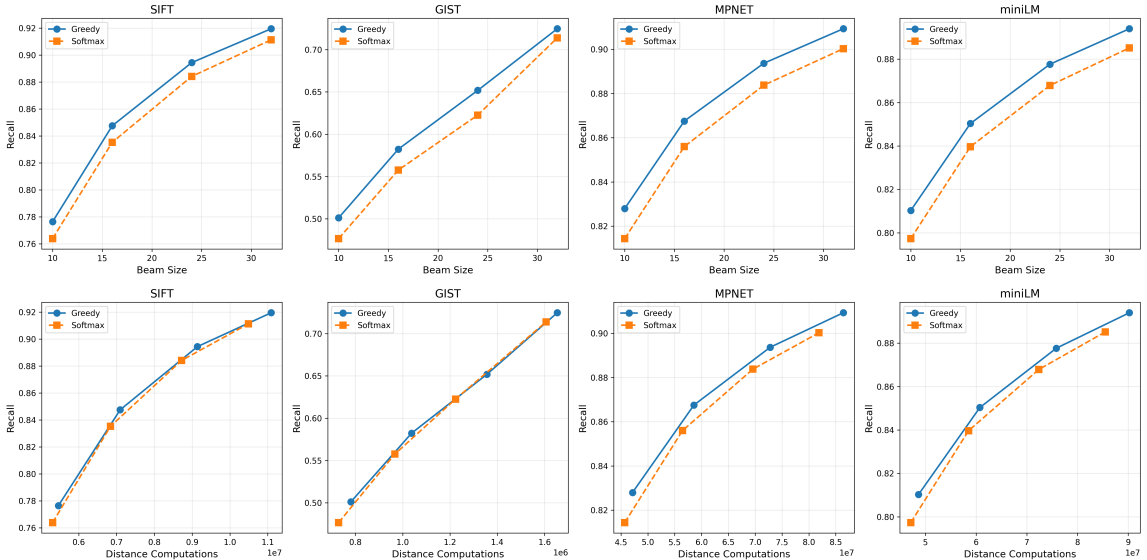 SIFT
Greedy
Softmax
Recall
0.92
0.90
0.88
0.86
0.84
0.82
0.80
0.78
0.76
10 15 20 25 30
Beam Size
GIST
Greedy
Softmax
Recall
0.70
0.65
0.60
0.55
0.50
10 15 20 25 30
Beam Size
MPNET
Greedy
Softmax
Recall
0.90
0.88
0.86
0.84
0.82
10 15 20 25 30
Beam Size
miniLM
Greedy
Softmax
Recall
0.88
0.86
0.84
0.82
0.80
10 15 20 25 30
Beam Size
SIFT
Greedy
Softmax
Recall
0.92
0.90
0.88
0.86
0.84
0.82
0.80
0.78
0.76
0.6 0.7 0.8 0.9 1.0 1.1
Distance Computations 1e7
GIST
Greedy
Softmax
Recall
0.70
0.65
0.60
0.55
0.50
0.8 1.0 1.2 1.4 1.6
Distance Computations 1e6
MPNET
Greedy
Softmax
Recall
0.90
0.88
0.86
0.84
0.82
4.5 5.0 5.5 6.0 6.5 7.0 7.5 8.0 8.5
Distance Computations 1e7
miniLM
Greedy
Softmax
Recall
0.88
0.86
0.84
0.82
0.80
5 6 7 8 9
Distance Computations 1e7